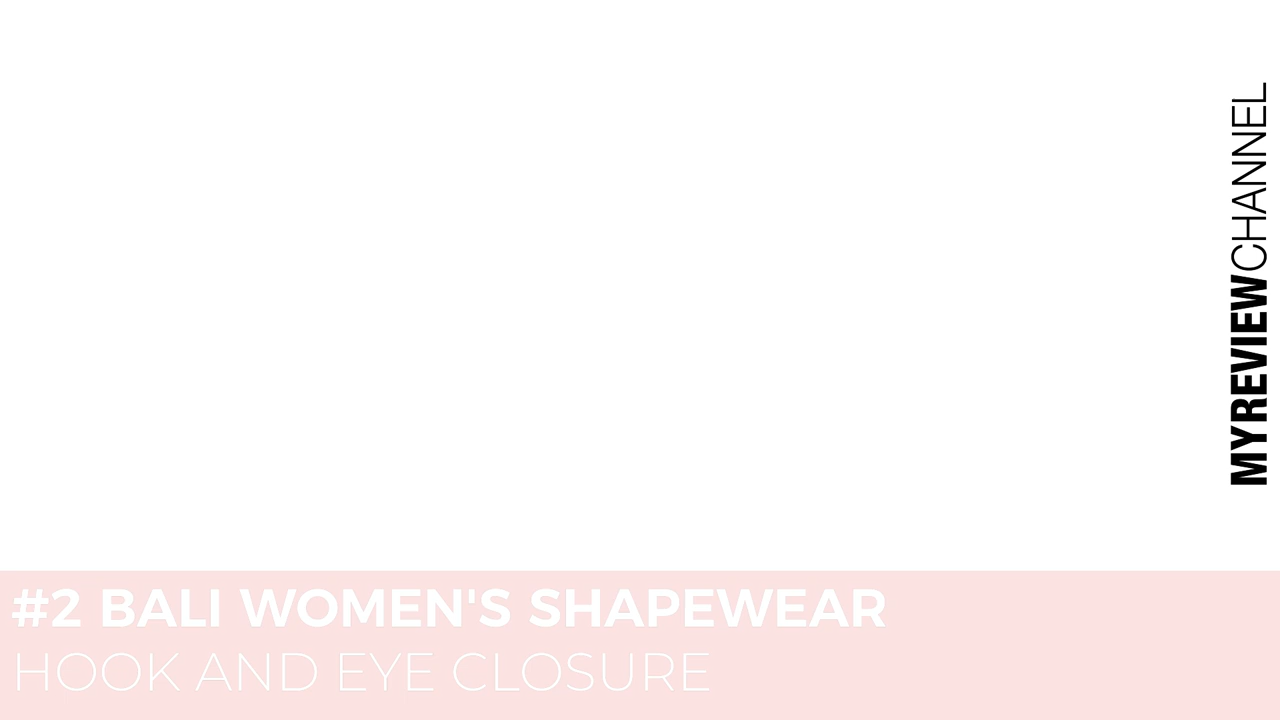 MYREVIEWCHANNEL
#2 BALI WOMEN'S SHAPEWEAR
HOOK AND EYE CLOSURE